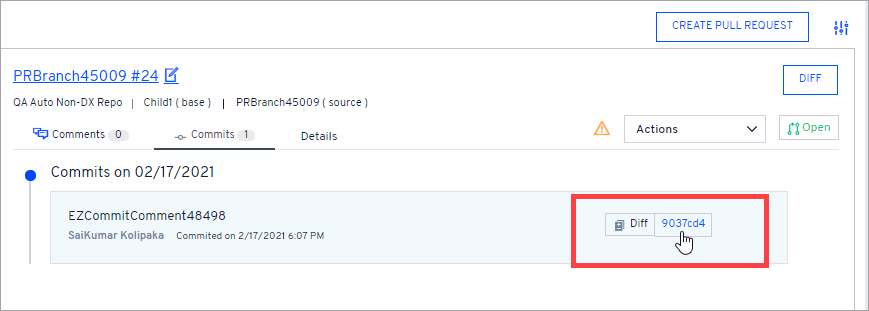 CREATE PULL REQUEST
PRBranch45009 #24
DIFF
QA Auto Non-DX Repo | Child1 ( base ) | PRBranch45009 ( source )
Comments 0 Commits 1 Details Actions Open
Commits on 02/17/2021
EZCommitComment48498
Diff 9037cd4
SaiKumar Kolipaka Commited on 2/17/2021 6:07 PM